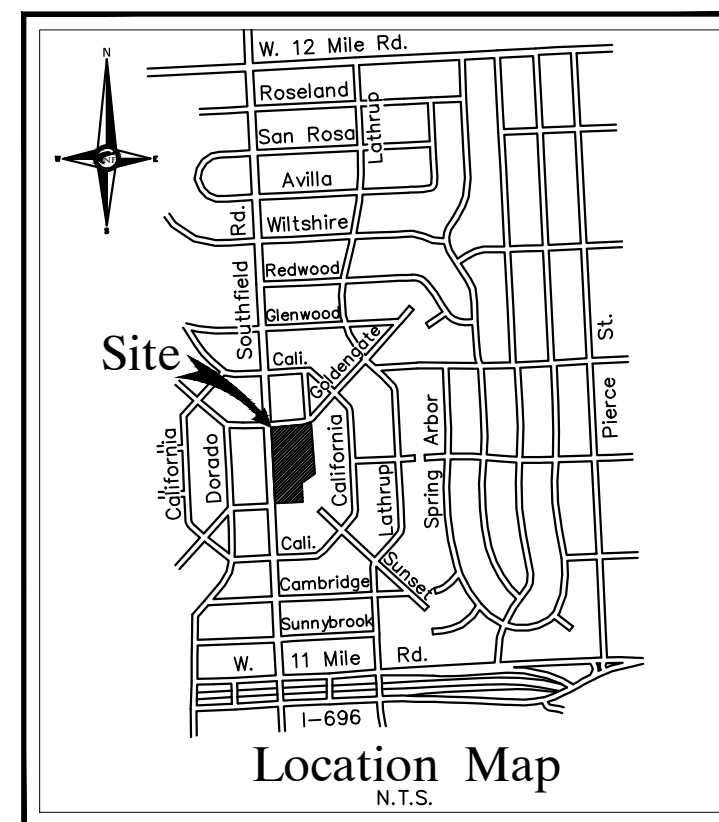 N
W. 12 Mile Rd.
Roseland
Lathrup
San Rosa
W
E
Avilla
S
Wiltshire
Southfield Rd.
Redwood
Glenwood
St.
Site
Cali.
Goldengate
Pierce
California
Dorado
California
Spring Arbor
Lathrup
Cali.
Sunset
Cambridge
Sunnybrook
W. 11 Mile Rd.
I-696
Location Map
N.T.S.